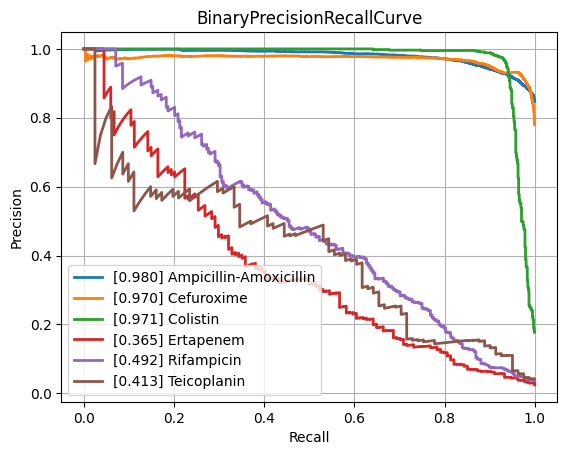 BinaryPrecisionRecallCurve
1.0
0.8
0.6
0.4
0.2
0.0
Precision
[0.980] Ampicillin-Amoxicillin
[0.970] Cefuroxime
[0.971] Colistin
[0.365] Ertapenem
[0.492] Rifampicin
[0.413] Teicoplanin
0.0 0.2 0.4 0.6 0.8 1.0
Recall